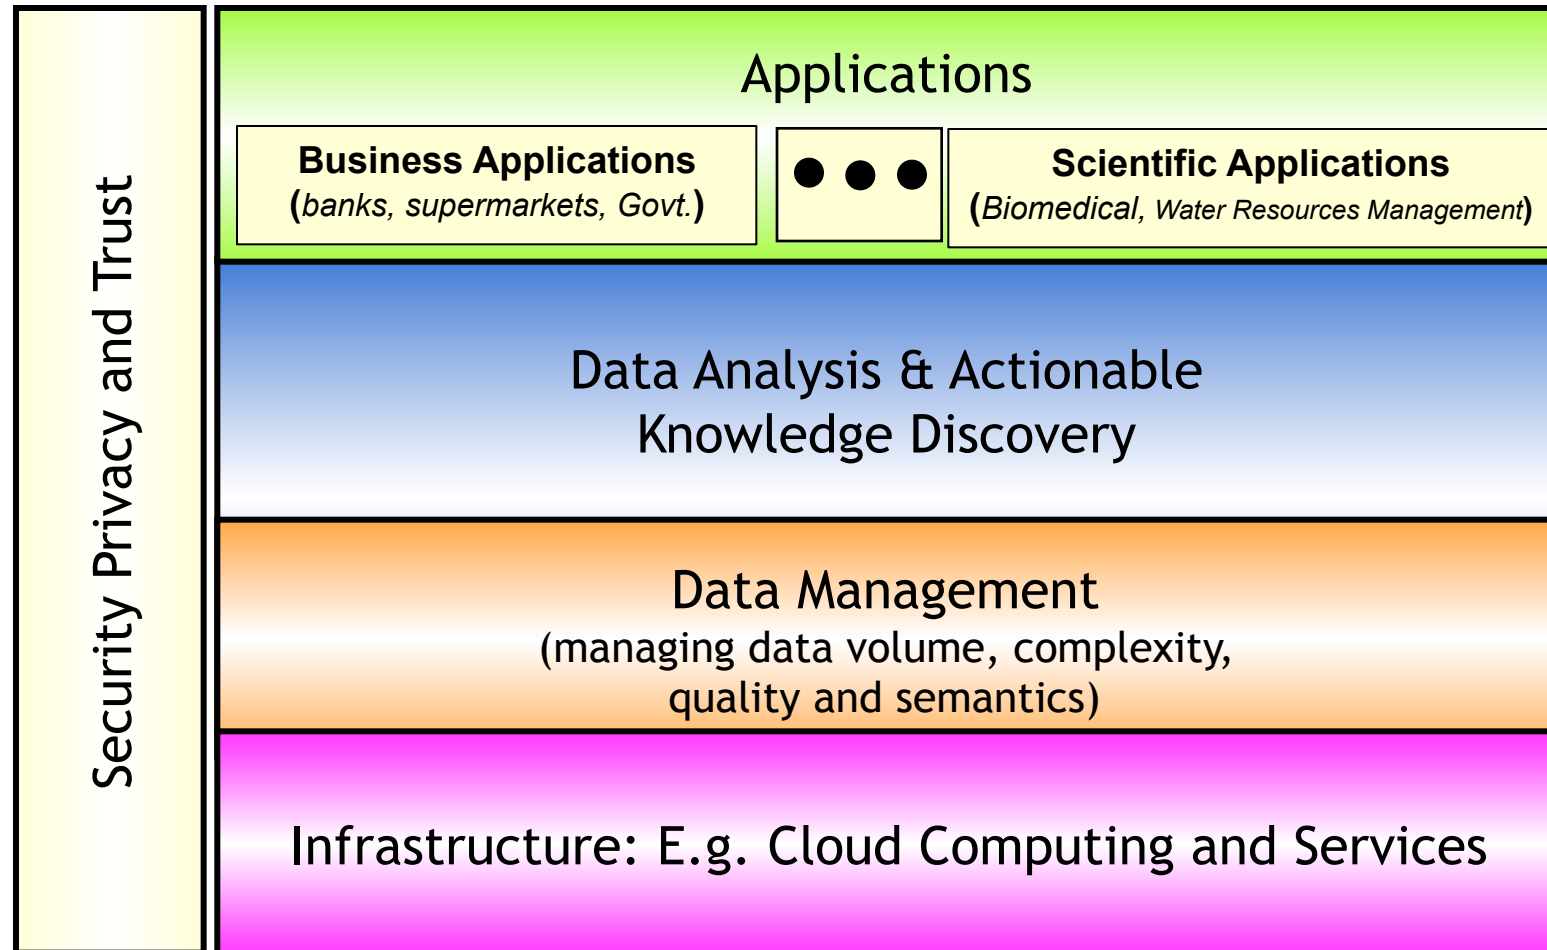 Security Privacy and Trust
Applications
Business Applications
(banks, supermarkets, Govt.)
Scientific Applications
(Biomedical, Water Resources Management)
Data Analysis & Actionable
Knowledge Discovery
Data Management
(managing data volume, complexity,
quality and semantics)
Infrastructure: E.g. Cloud Computing and Services